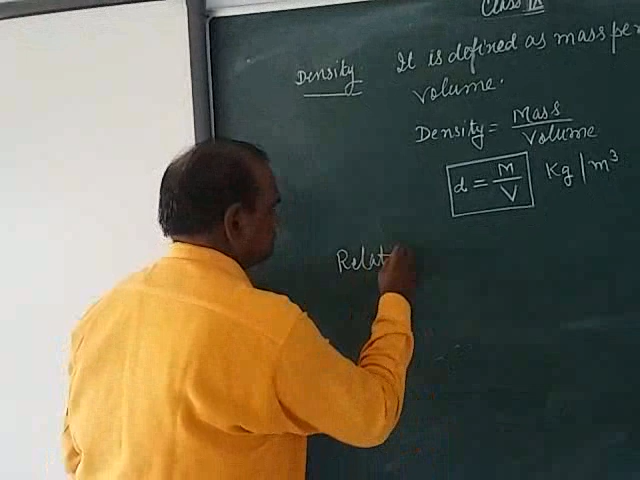 Class IX
Density It is defined as mass per
volume.
Density = Mass / Volume
d = M / V Kg/m³
Relat